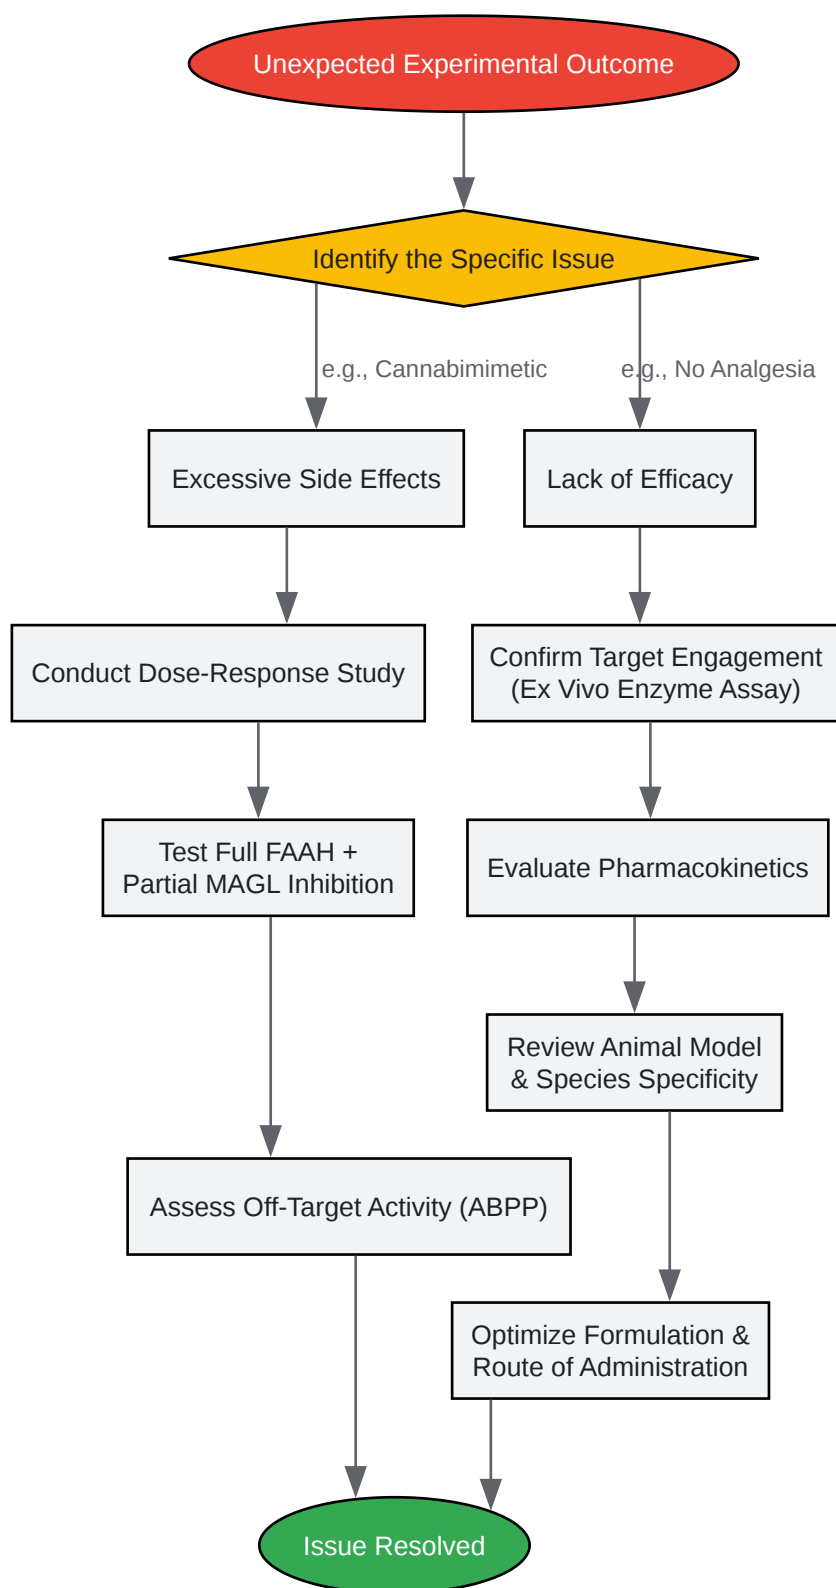 Unexpected Experimental Outcome
Identify the Specific Issue
e.g., Cannabimimetic
e.g., No Analgesia
Excessive Side Effects
Lack of Efficacy
Conduct Dose-Response Study
Confirm Target Engagement
(Ex Vivo Enzyme Assay)
Test Full FAAH +
Partial MAGL Inhibition
Evaluate Pharmacokinetics
Review Animal Model
& Species Specificity
Assess Off-Target Activity (ABPP)
Optimize Formulation &
Route of Administration
Issue Resolved